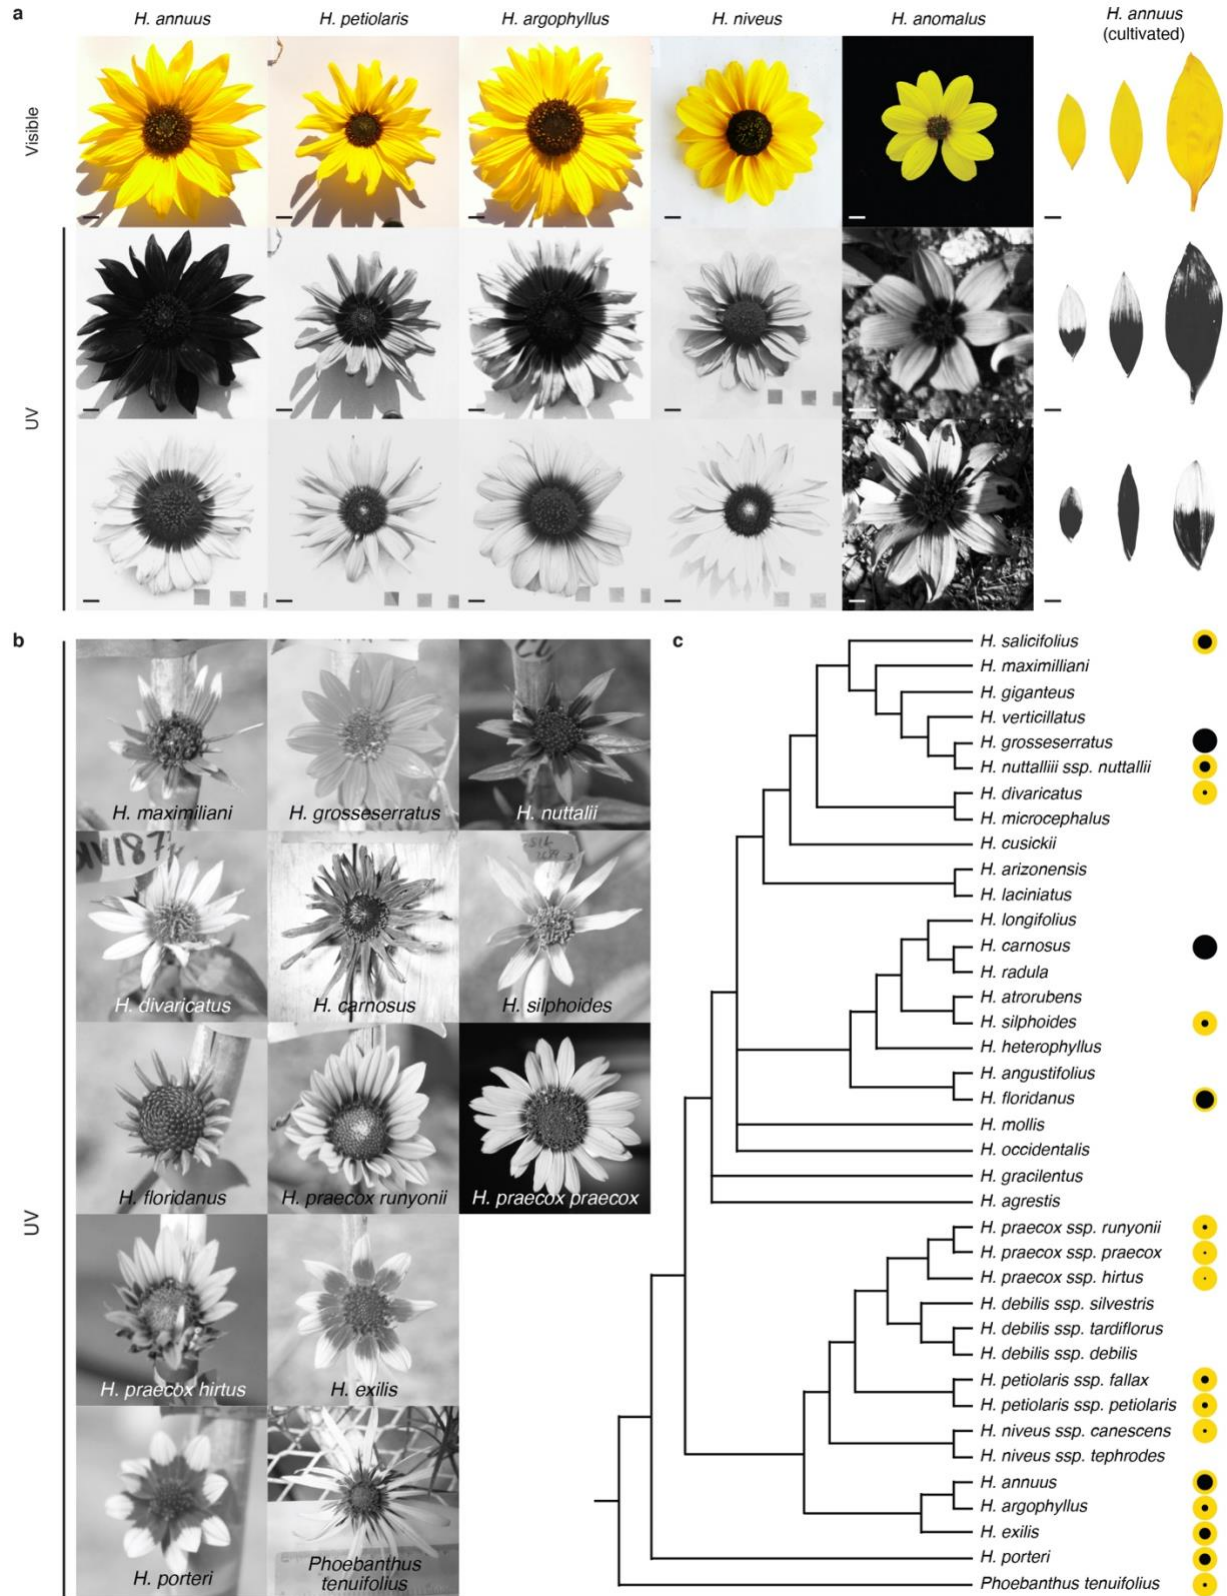 a
H. annuus
H. petiolaris
H. argophyllus
H. niveus
H. anomalus
H. annuus
(cultivated)
Visible
UV
b
H. maximiliani
H. grosseserratus
H. nuttalii
H. divaricatus
H. carnosus
H. silphoides
H. floridanus
H. praecox runyonii
H. praecox praecox
H. praecox hirtus
H. exilis
H. porteri
Phoebanthus
tenuifolius
UV
c
H. salicifolius
H. maximilliani
H. giganteus
H. verticillatus
H. grosseserratus
H. nuttalliii ssp. nuttallii
H. divaricatus
H. microcephalus
H. cusickii
H. arizonensis
H. laciniatus
H. longifolius
H. carnosus
H. radula
H. atrorubens
H. silphoides
H. heterophyllus
H. angustifolius
H. floridanus
H. mollis
H. occidentalis
H. gracilentus
H. agrestis
H. praecox ssp. runyonii
H. praecox ssp. praecox
H. praecox ssp. hirtus
H. debilis ssp. silvestris
H. debilis ssp. tardiflorus
H. debilis ssp. debilis
H. petiolaris ssp. fallax
H. petiolaris ssp. petiolaris
H. niveus ssp. canescens
H. niveus ssp. tephrodes
H. annuus
H. argophyllus
H. exilis
H. porteri
Phoebanthus tenuifolius